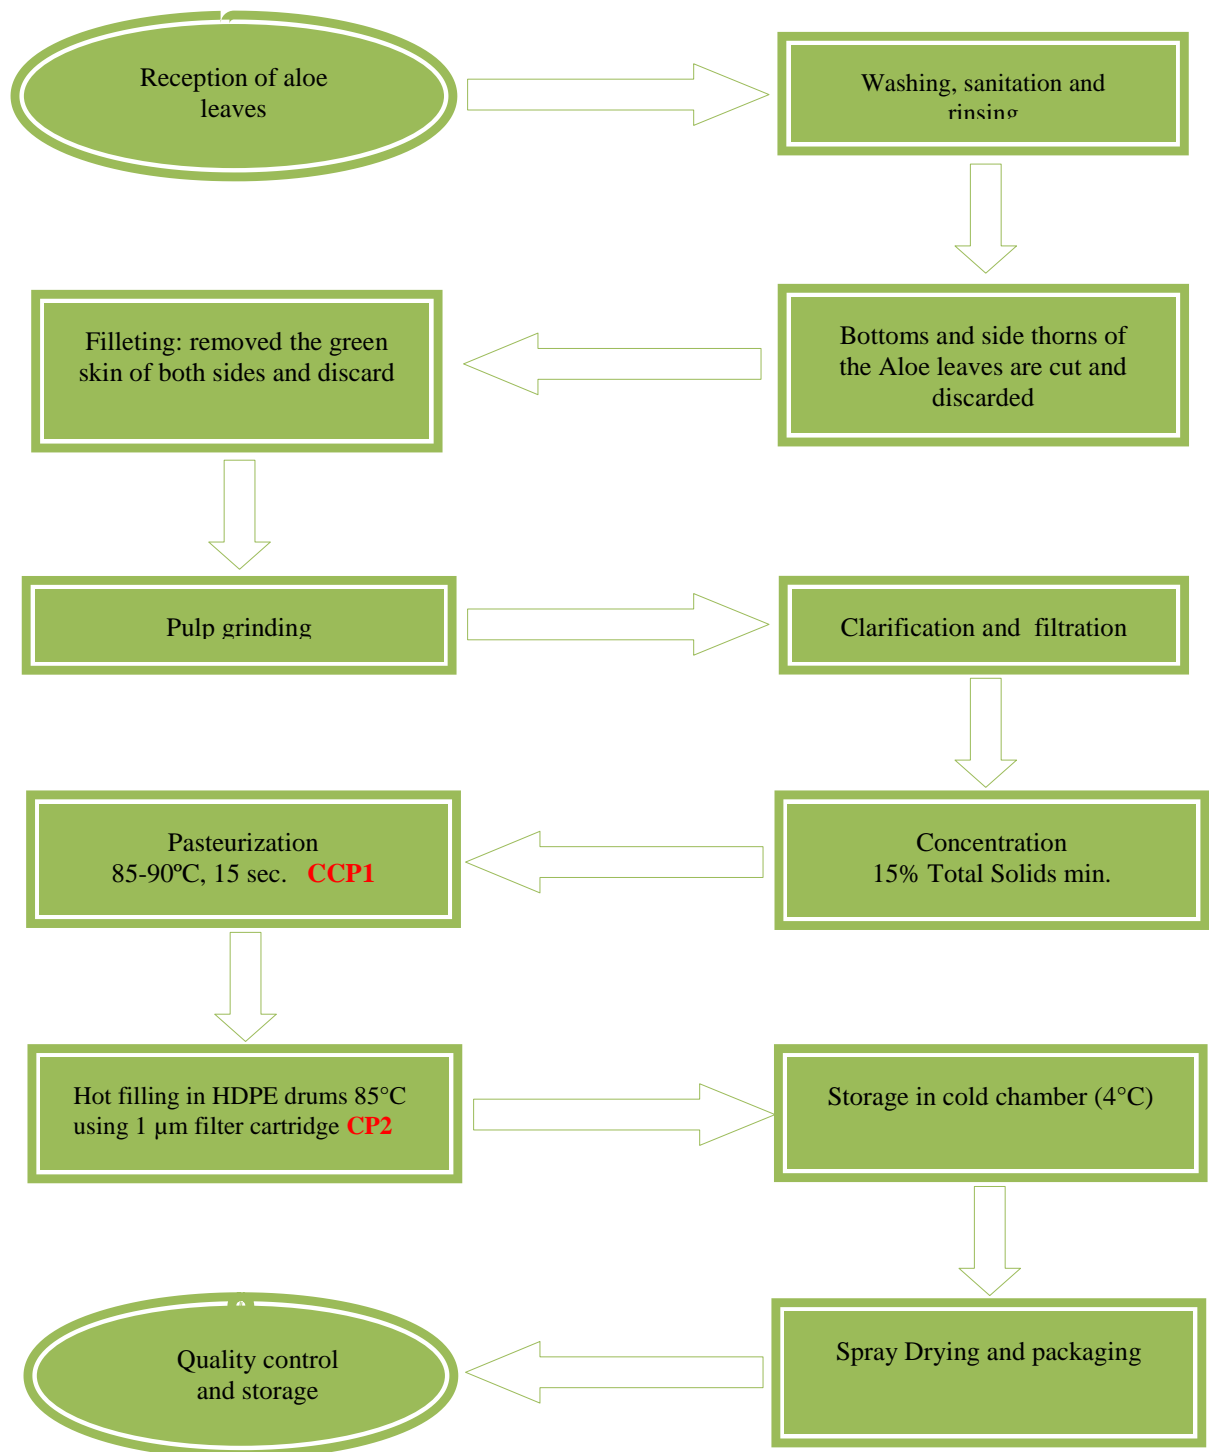 Reception of aloe
leaves
Washing, sanitation and
rinsing
Bottoms and side thorns of
the Aloe leaves are cut and
discarded
Filleting: removed the green
skin of both sides and discard
Pulp grinding
Clarification and  filtration
Concentration
15% Total Solids min.
Pasteurization
85-90ºC, 15 sec.   CCP1
Hot filling in HDPE drums 85°C
using 1 µm filter cartridge CP2
Storage in cold chamber (4°C)
Spray Drying and packaging
Quality control
and storage